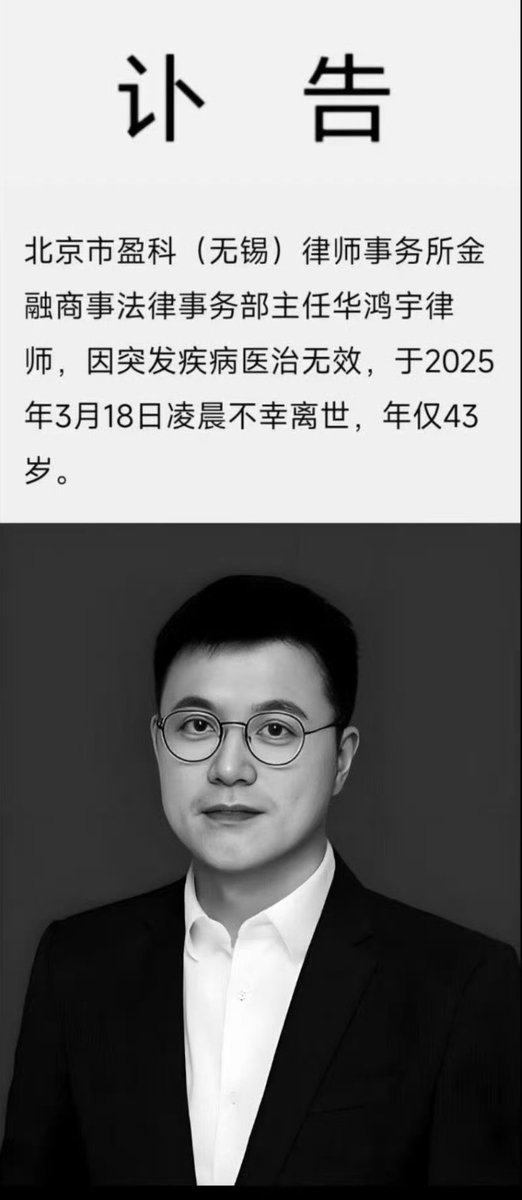 讣 告
北京市盈科（无锡）律师事务所金
融商事法律事务部主任华鸿宇律
师，因突发疾病医治无效，于2025
年3月18日凌晨不幸离世，年仅43
岁。